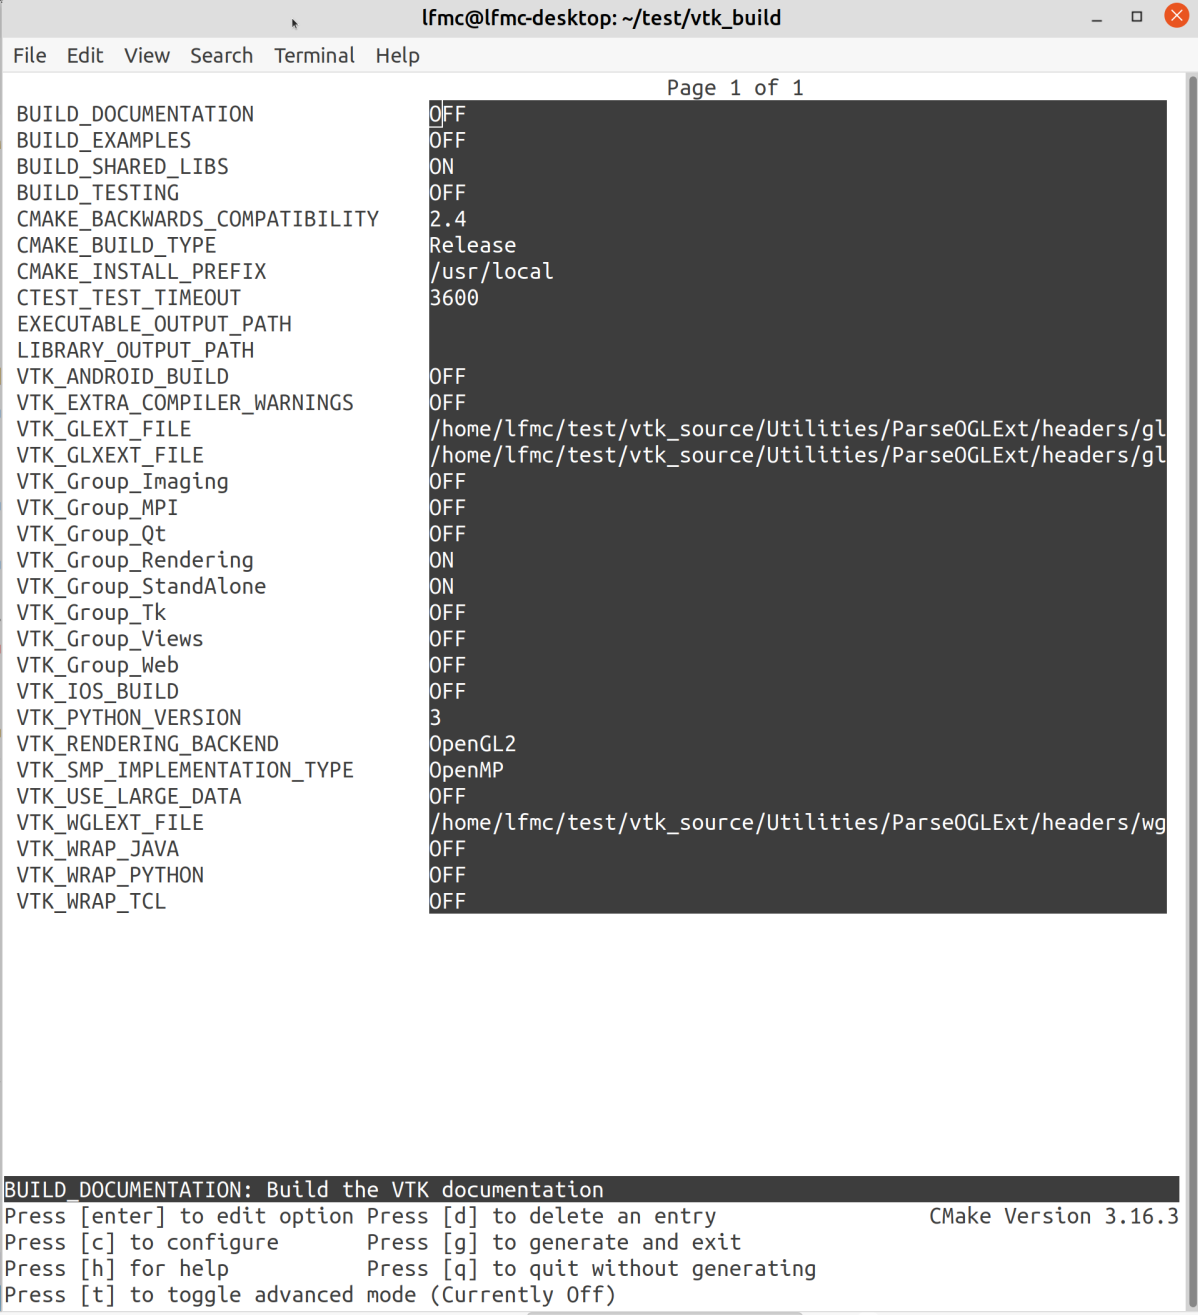 lfmc@lfmc-desktop: ~/test/vtk_build
File Edit View Search Terminal Help
Page 1 of 1
BUILD_DOCUMENTATION OFF
BUILD_EXAMPLES OFF
BUILD_SHARED_LIBS ON
BUILD_TESTING OFF
CMAKE_BACKWARDS_COMPATIBILITY 2.4
CMAKE_BUILD_TYPE Release
CMAKE_INSTALL_PREFIX /usr/local
CTEST_TEST_TIMEOUT 3600
EXECUTABLE_OUTPUT_PATH
LIBRARY_OUTPUT_PATH
VTK_ANDROID_BUILD OFF
VTK_EXTRA_COMPILER_WARNINGS OFF
VTK_GLEXT_FILE /home/lfmc/test/vtk_source/Utilities/ParseOGLExt/headers/gl
VTK_GLXEXT_FILE /home/lfmc/test/vtk_source/Utilities/ParseOGLExt/headers/gl
VTK_Group_Imaging OFF
VTK_Group_MPI OFF
VTK_Group_Qt OFF
VTK_Group_Rendering ON
VTK_Group_StandAlone ON
VTK_Group_Tk OFF
VTK_Group_Views OFF
VTK_Group_Web OFF
VTK_IOS_BUILD OFF
VTK_PYTHON_VERSION 3
VTK_RENDERING_BACKEND OpenGL2
VTK_SMP_IMPLEMENTATION_TYPE OpenMP
VTK_USE_LARGE_DATA OFF
VTK_WGLEXT_FILE /home/lfmc/test/vtk_source/Utilities/ParseOGLExt/headers/wg
VTK_WRAP_JAVA OFF
VTK_WRAP_PYTHON OFF
VTK_WRAP_TCL OFF
BUILD_DOCUMENTATION: Build the VTK documentation
Press [enter] to edit option Press [d] to delete an entry CMake Version 3.16.3
Press [c] to configure Press [g] to generate and exit
Press [h] for help Press [q] to quit without generating
Press [t] to toggle advanced mode (Currently Off)